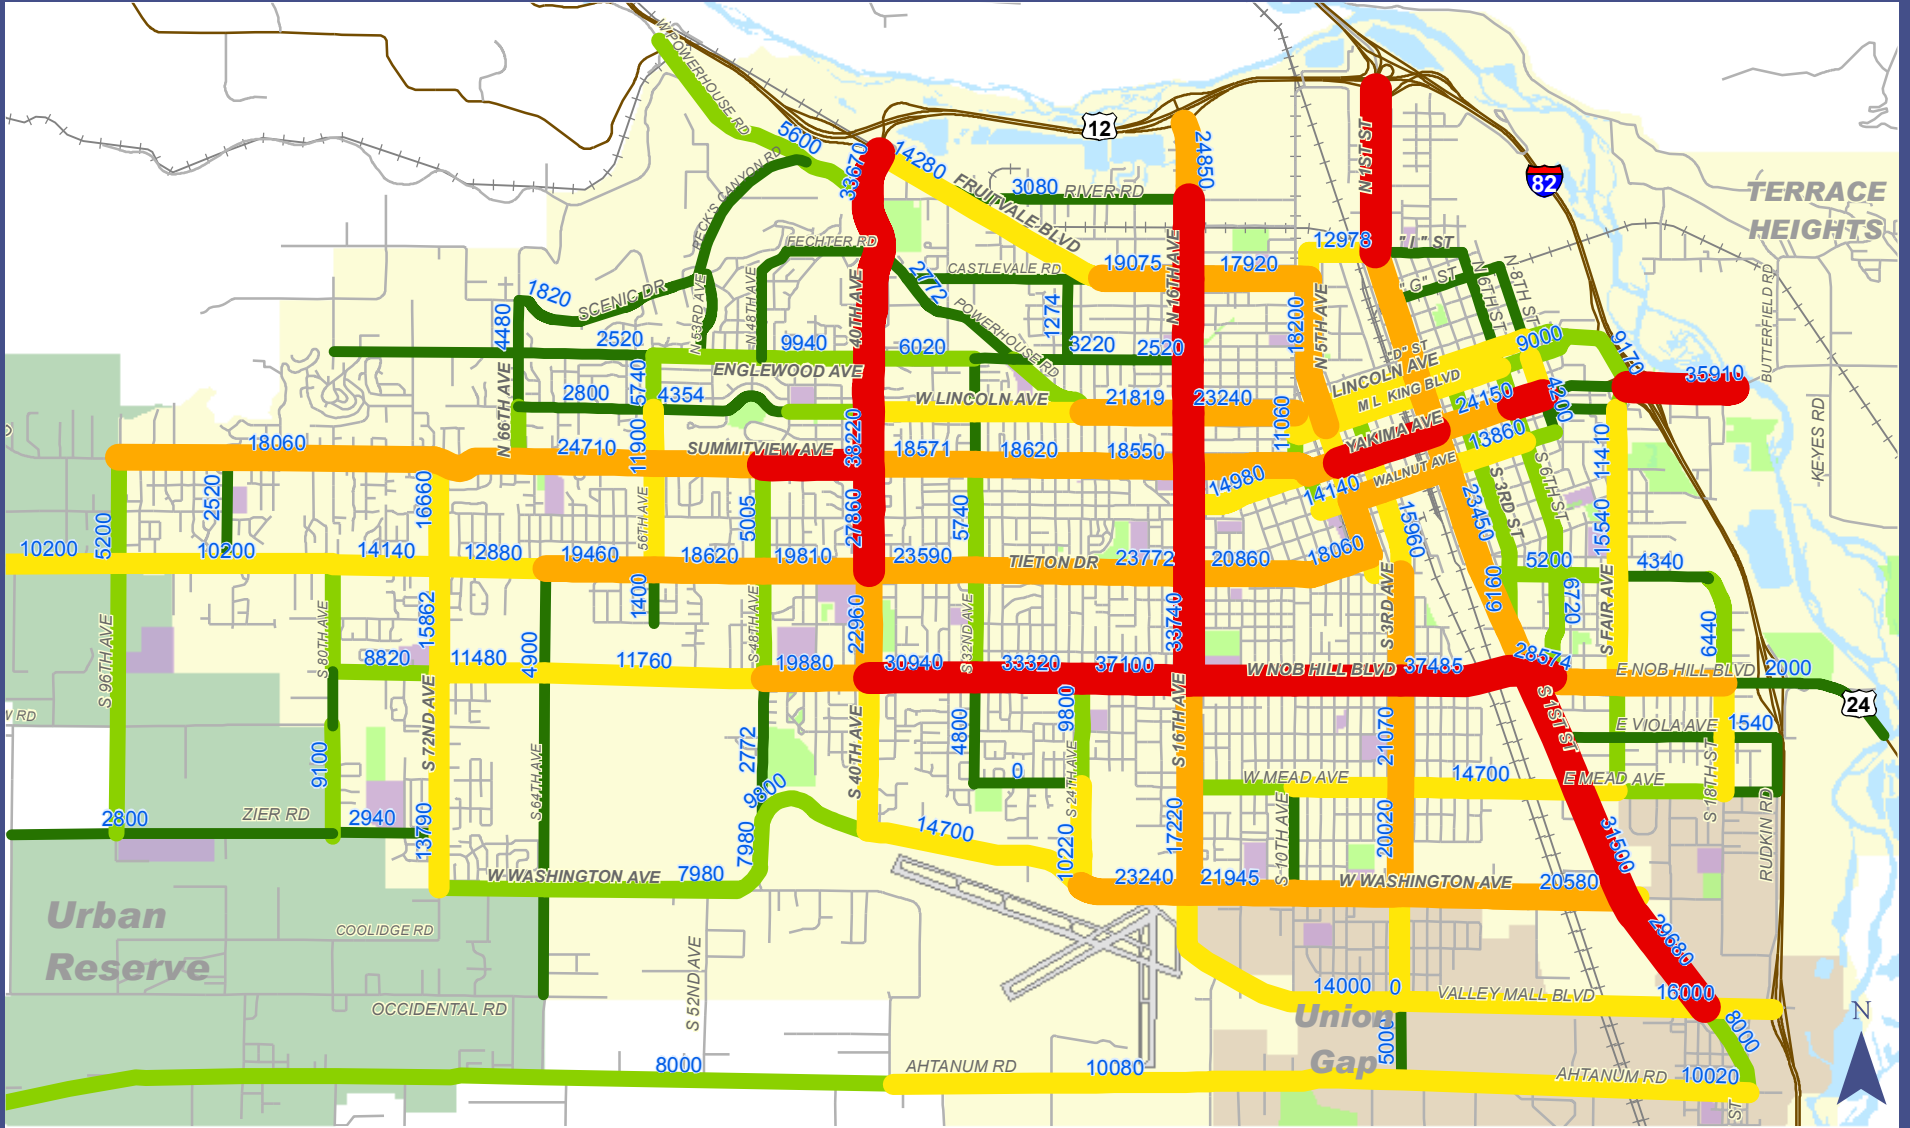 W POWERHOUSE RD
5600
12
14280
33670
24850
N 1ST ST
82
TERRACE
HEIGHTS
FRUITVALE BLVD
3080
RIVER RD
PECK'S CANYON RD
FECHTER RD
12978
"I" ST
CASTLEVALE RD
19075
17920
"G" ST
N 6TH ST
N 8TH ST
2772
1820
SCENIC DR
N 53RD AVE
N 48TH AVE
N 40TH AVE
N 16TH AVE
BUTTERFIELD RD
4480
1274
18200
N 5TH AVE
POWERHOUSE RD
2520
9940
6020
3220
2520
9000
9170
"D" ST
ENGLEWOOD AVE
LINCOLN AVE
35910
N 66TH AVE
5740
2800
4354
W LINCOLN AVE
21819
23240
M L KING BLVD
24150
4200
KEYES RD
11060
YAKIMA AVE
13860
18060
24710
11900
SUMMITVIEW AVE
38220
18571
18620
18550
11410
WALNUT AVE
2520
16660
14980
14140
S 6TH ST
5200
56TH AVE
5005
27860
5740
15960
23450
S 3RD ST
15540
10200
10200
14140
12880
19460
18620
19810
23590
TIETON DR
23772
20860
18060
5200
4340
1400
6160
6720
S FAIR AVE
S 96TH AVE
S 80TH AVE
15862
4900
S 48TH AVE
22960
S 32ND AVE
33740
S 3RD AVE
6440
8820
11480
11760
19880
30940
33320
37100
W NOB HILL BLVD
37485
28574
E NOB HILL BLVD
2000
24
W RD
S 72ND AVE
S 40TH AVE
4800
9800
S 16TH AVE
21070
S 1ST ST
E VIOLA AVE
1540
9100
S 64TH AVE
2772
0
S 24TH AVE
W MEAD AVE
14700
E MEAD AVE
S 18TH ST
9800
2800
ZIER RD
2940
13790
7980
14700
10220
17220
S 10TH AVE
20020
31500
RUDKIN RD
W WASHINGTON AVE
7980
23240
21945
W WASHINGTON AVE
20580
Urban
Reserve
COOLIDGE RD
S 52ND AVE
29680
OCCIDENTAL RD
14000
0
VALLEY MALL BLVD
16000
N
Union
Gap
5000
8000
8000
AHTANUM RD
10080
AHTANUM RD
10020
ST